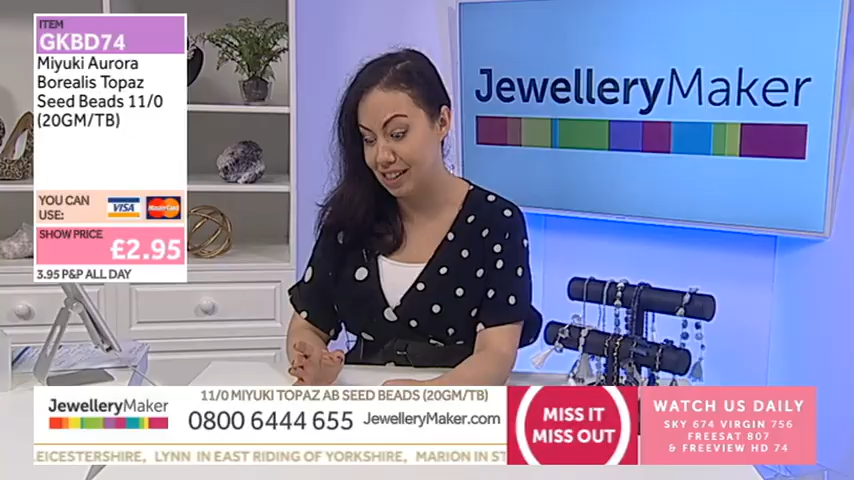 ITEM
GKBD74
Miyuki Aurora
Borealis Topaz
Seed Beads 11/0
(20GM/TB)
YOU CAN
USE:
VISA
MasterCard
SHOW PRICE
£2.95
3.95 P&P ALL DAY
JewelleryMaker
JewelleryMaker
11/0 MIYUKI TOPAZ AB SEED BEADS (20GM/TB)
0800 6444 655
JewelleryMaker.com
MISS IT
MISS OUT
WATCH US DAILY
SKY 674 VIRGIN 756
FREESAT 807
& FREEVIEW HD 74
EICESTERSHIRE, LYNN IN EAST RIDING OF YORKSHIRE, MARION IN ST